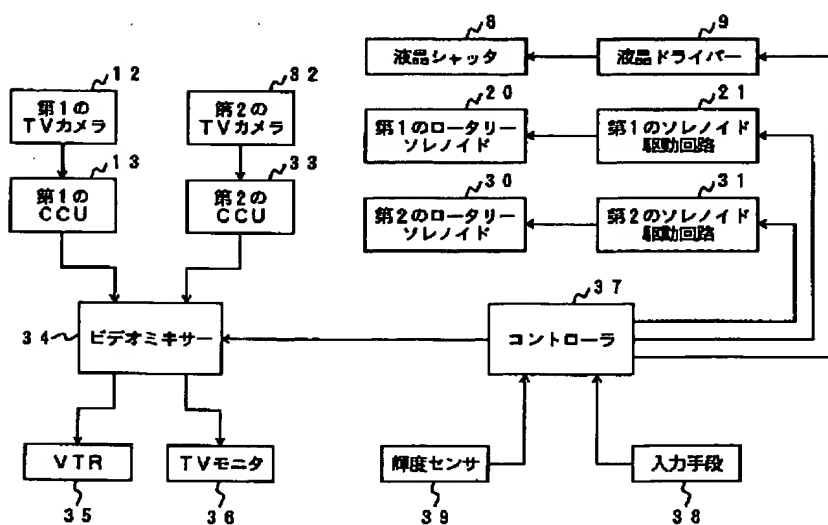 ８
９
液晶シャッタ
液晶ドライバー
１２
３２
第１の
ＴＶカメラ
第２の
ＴＶカメラ
２０
２１
第１のロータリー
ソレノイド
第１のソレノイド
駆動回路
１３
３３
第１の
ＣＣＵ
第２の
ＣＣＵ
３０
３１
第２のロータリー
ソレノイド
第２のソレノイド
駆動回路
３７
３４
ビデオミキサー
コントローラ
ＶＴＲ
ＴＶモニタ
輝度センサ
入力手段
３５
３６
３９
３８